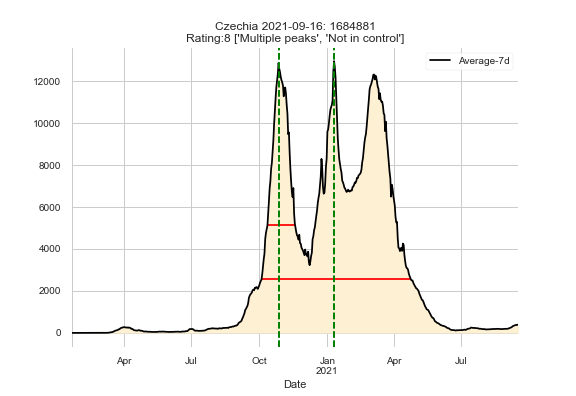 Czechia 2021-09-16: 1684881
Rating:8 ['Multiple peaks', 'Not in control']
Average-7d
12000
10000
8000
6000
4000
2000
0
Apr Jul Oct Jan Apr Jul
2021
Date